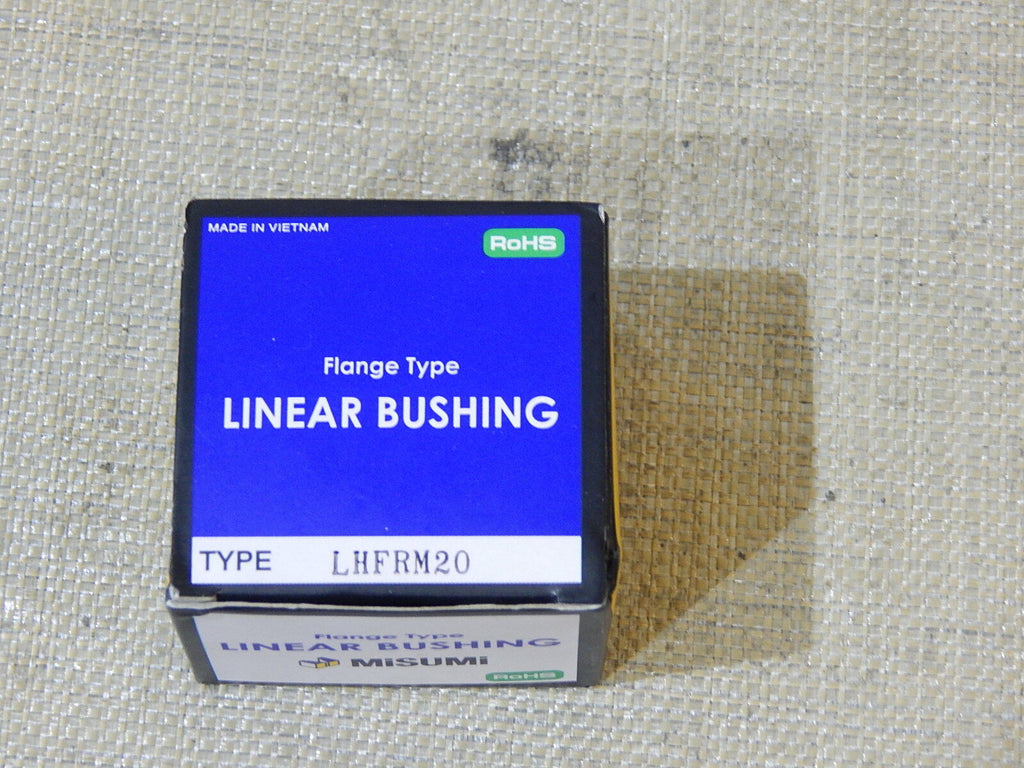 MADE IN VIETNAM
RoHS
Flange Type
LINEAR BUSHING
TYPE LHFRM20
Flange Type
LINEAR BUSHING
MiSUMi
RoHS